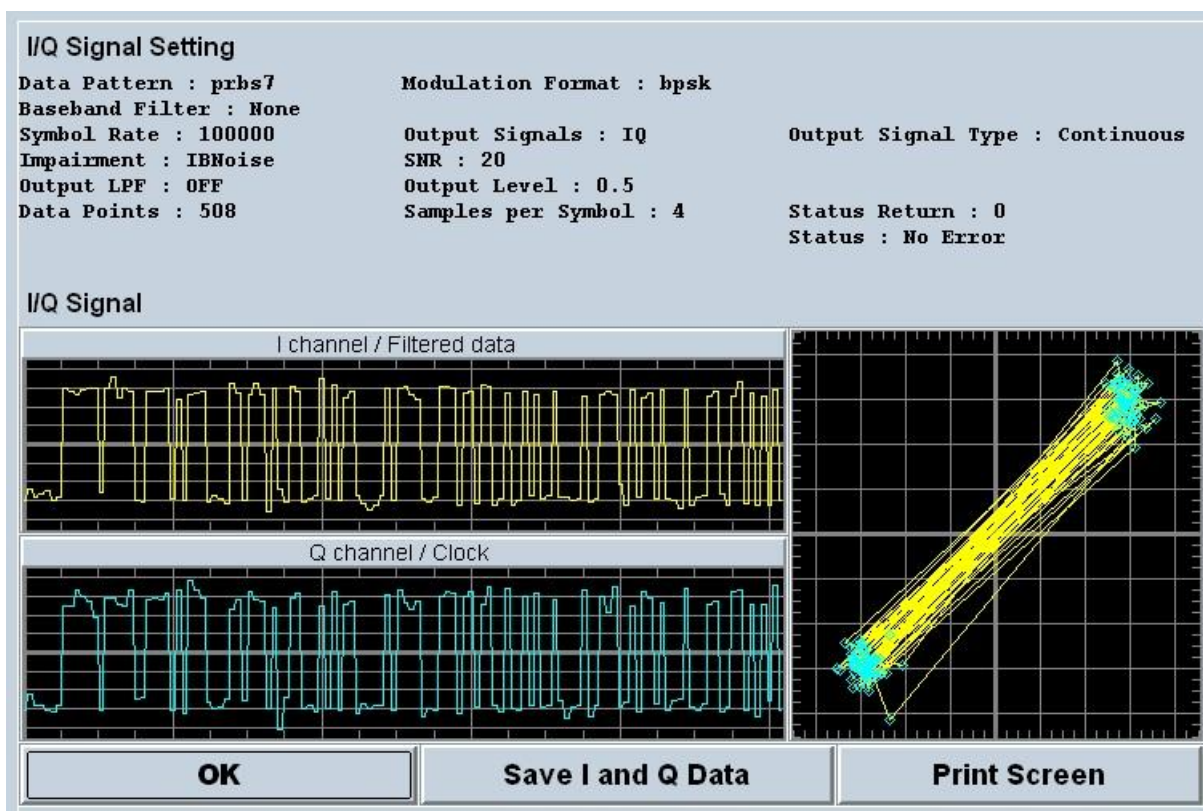 I/Q Signal Setting
Data Pattern : prbs7 Modulation Format : bpsk
Baseband Filter : None
Symbol Rate : 100000 Output Signals : IQ Output Signal Type : Continuous
Impairment : IBNoise SNR : 20
Output LPF : OFF Output Level : 0.5
Data Points : 508 Samples per Symbol : 4 Status Return : 0
Status : No Error
I/Q Signal
I channel / Filtered data
Q channel / Clock
OK Save I and Q Data Print Screen